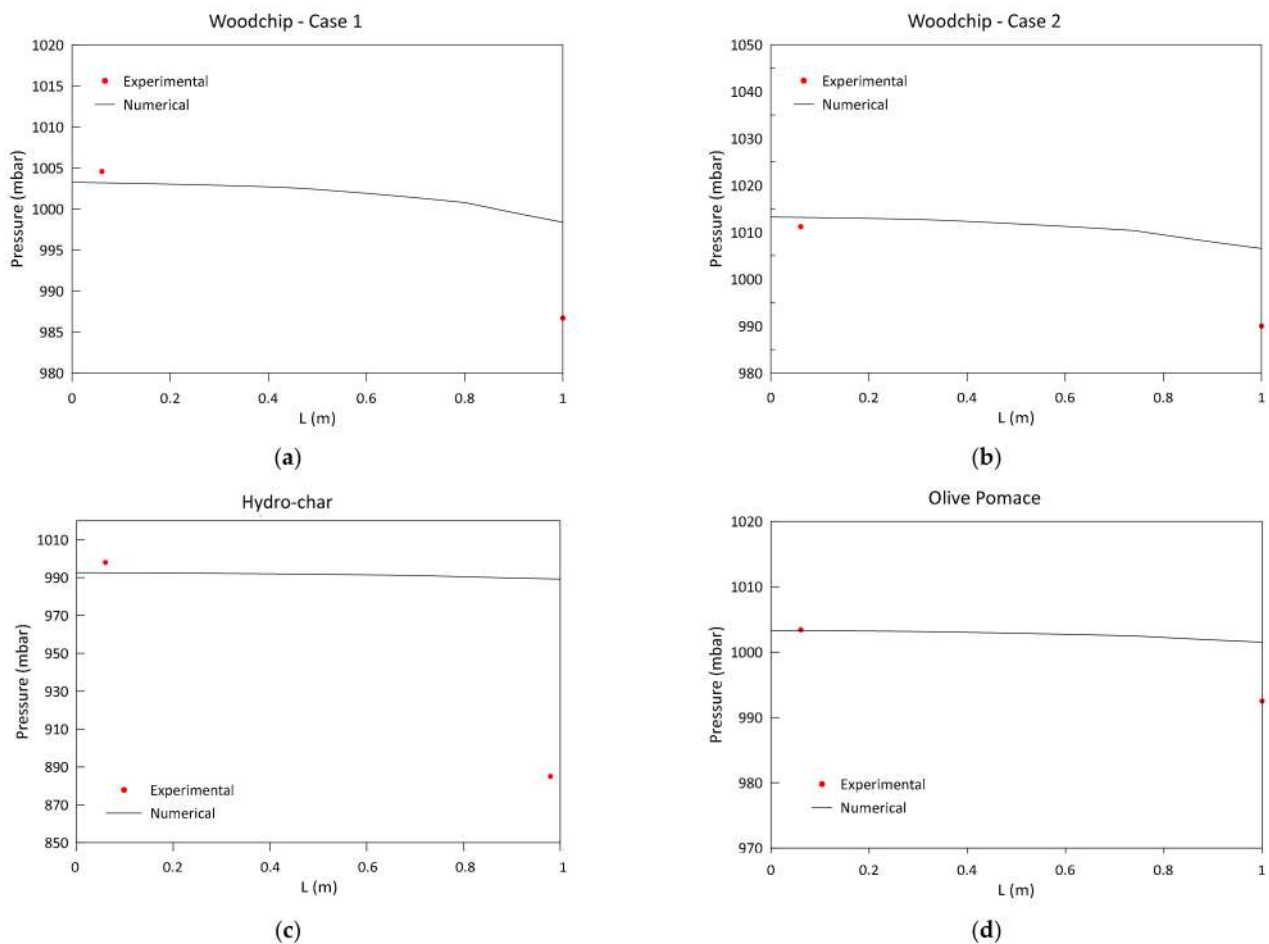 Woodchip - Case 1
1020
1015
1010
1005
1000
995
990
985
980
Pressure (mbar)
Experimental
Numerical
0
0.2
0.4
0.6
0.8
1
L (m)
(a)
Woodchip - Case 2
1050
1040
1030
1020
1010
1000
990
980
Pressure (mbar)
Experimental
Numerical
0
0.2
0.4
0.6
0.8
1
L (m)
(b)
Hydro-char
1010
990
970
950
930
910
890
870
850
Pressure (mbar)
Experimental
Numerical
0
0.2
0.4
0.6
0.8
1
L (m)
(c)
Olive Pomace
1020
1010
1000
990
980
970
Pressure (mbar)
Experimental
Numerical
0
0.2
0.4
0.6
0.8
1
L (m)
(d)